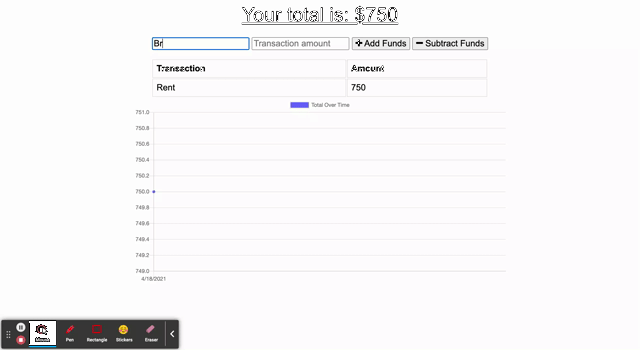 Your total is: $750
Br
Transaction amount
+ Add Funds
− Subtract Funds
Transaction Amount
Rent 750
Total Over Time
751.0
750.8
750.6
750.4
750.2
750.0
749.8
749.6
749.4
749.2
749.0
4/18/2021
Mouse Pen Rectangle Stickers Eraser